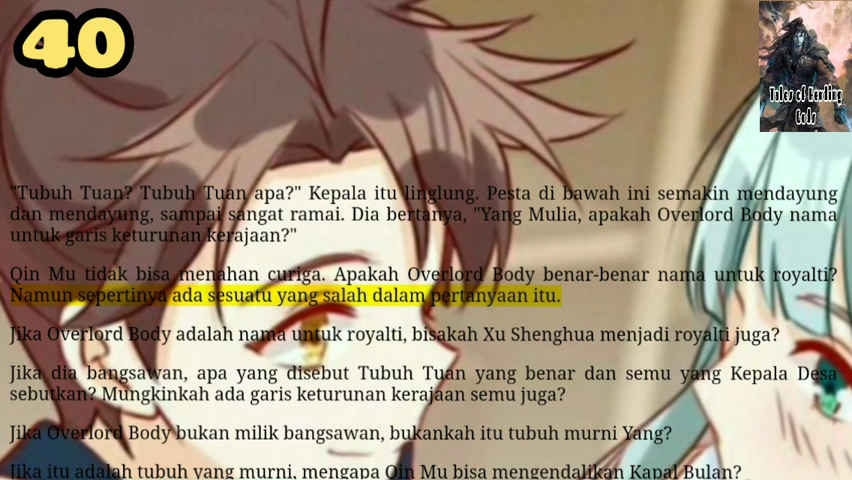 40
Tales of Herding
Gods
"Tubuh Tuan? Tubuh Tuan apa?" Kepala itu linglung. Pesta di bawah ini semakin mendayung
dan mendayung, sampai sangat ramai. Dia bertanya, "Yang Mulia, apakah Overlord Body nama
untuk garis keturunan kerajaan?"
Qin Mu tidak bisa menahan curiga. Apakah Overlord Body benar-benar nama untuk royalti?
Namun sepertinya ada sesuatu yang salah dalam pertanyaan itu.
Jika Overlord Body adalah nama untuk royalti, bisakah Xu Shenghua menjadi royalti juga?
Jika dia bangsawan, apa yang disebut Tubuh Tuan yang benar dan semu yang Kepala Desa
sebutkan? Mungkinkah ada garis keturunan kerajaan semu juga?
Jika Overlord Body bukan milik bangsawan, bukankah itu tubuh murni Yang?
Jika itu adalah tubuh yang murni, mengapa Qin Mu bisa mengendalikan Kapal Bulan?